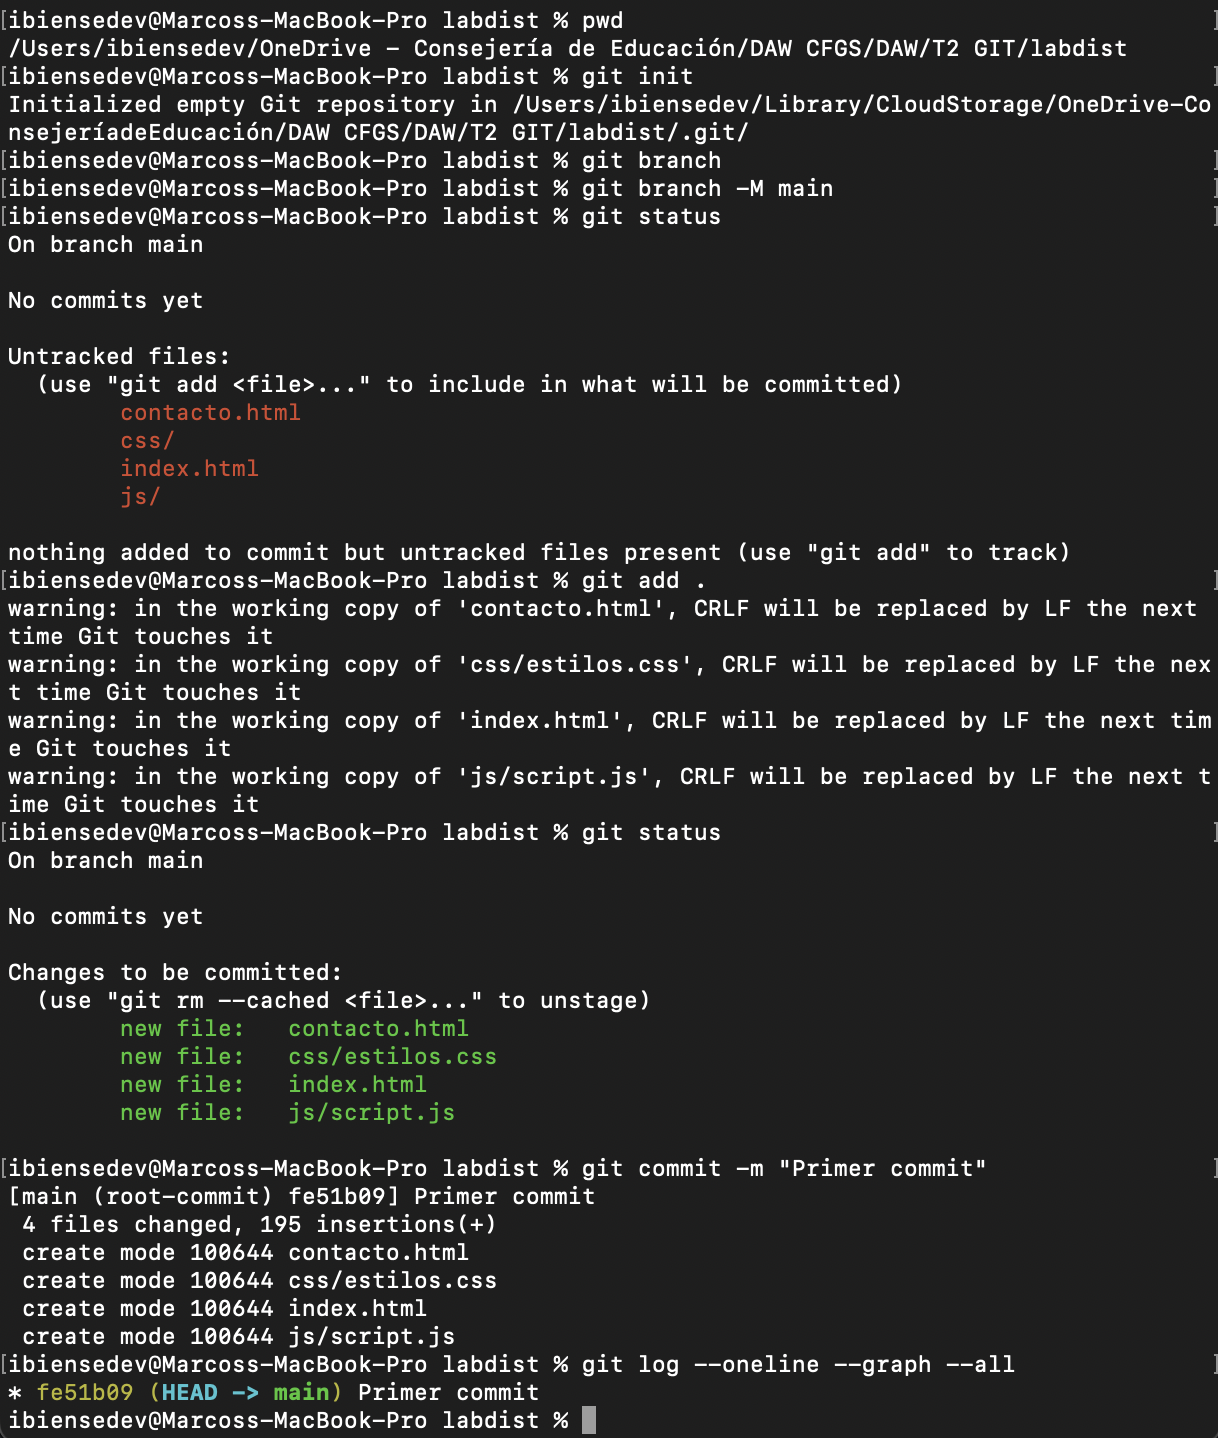 [ibiensedev@Marcoss-MacBook-Pro labdist % pwd ]
/Users/ibiensedev/OneDrive - Consejería de Educación/DAW CFGS/DAW/T2 GIT/labdist
[ibiensedev@Marcoss-MacBook-Pro labdist % git init ]
Initialized empty Git repository in /Users/ibiensedev/Library/CloudStorage/OneDrive-Co
nsejeríadeEducación/DAW CFGS/DAW/T2 GIT/labdist/.git/
[ibiensedev@Marcoss-MacBook-Pro labdist % git branch ]
[ibiensedev@Marcoss-MacBook-Pro labdist % git branch -M main ]
[ibiensedev@Marcoss-MacBook-Pro labdist % git status ]
On branch main

No commits yet

Untracked files:
  (use "git add <file>..." to include in what will be committed)
        contacto.html
        css/
        index.html
        js/

nothing added to commit but untracked files present (use "git add" to track)
[ibiensedev@Marcoss-MacBook-Pro labdist % git add . ]
warning: in the working copy of 'contacto.html', CRLF will be replaced by LF the next
time Git touches it
warning: in the working copy of 'css/estilos.css', CRLF will be replaced by LF the nex
t time Git touches it
warning: in the working copy of 'index.html', CRLF will be replaced by LF the next tim
e Git touches it
warning: in the working copy of 'js/script.js', CRLF will be replaced by LF the next t
ime Git touches it
[ibiensedev@Marcoss-MacBook-Pro labdist % git status ]
On branch main

No commits yet

Changes to be committed:
  (use "git rm --cached <file>..." to unstage)
        new file:   contacto.html
        new file:   css/estilos.css
        new file:   index.html
        new file:   js/script.js

[ibiensedev@Marcoss-MacBook-Pro labdist % git commit -m "Primer commit" ]
[main (root-commit) fe51b09] Primer commit
 4 files changed, 195 insertions(+)
 create mode 100644 contacto.html
 create mode 100644 css/estilos.css
 create mode 100644 index.html
 create mode 100644 js/script.js
[ibiensedev@Marcoss-MacBook-Pro labdist % git log --oneline --graph --all ]
* fe51b09 (HEAD -> main) Primer commit
ibiensedev@Marcoss-MacBook-Pro labdist %